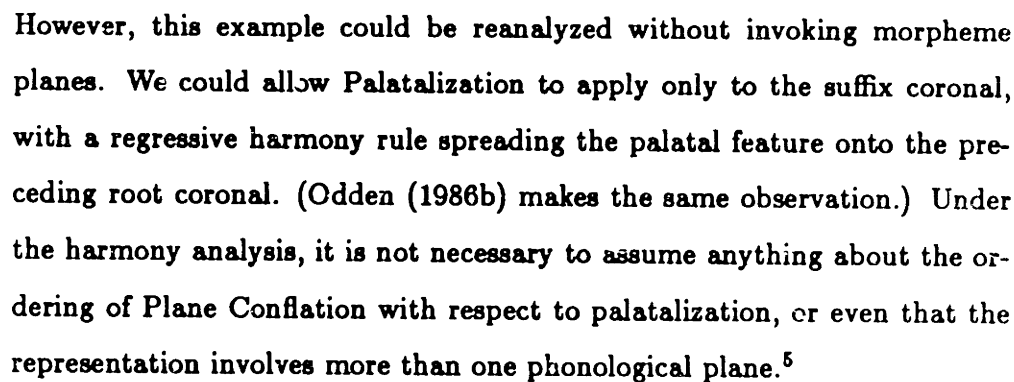 However, this example could be reanalyzed without invoking morpheme
planes. We could allow Palatalization to apply only to the suffix coronal,
with a regressive harmony rule spreading the palatal feature onto the pre-
ceding root coronal. (Odden (1986b) makes the same observation.) Under
the harmony analysis, it is not necessary to assume anything about the or-
dering of Plane Conflation with respect to palatalization, or even that the
representation involves more than one phonological plane.⁵